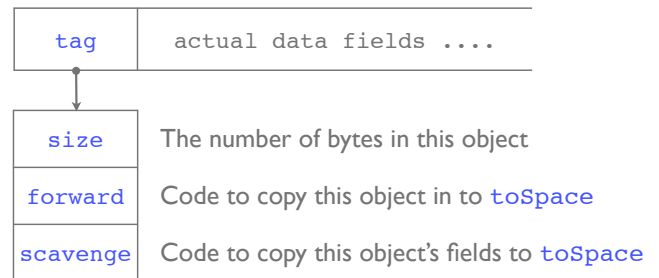 tag actual data fields ....
size The number of bytes in this object
forward Code to copy this object in to toSpace
scavenge Code to copy this object’s fields to toSpace